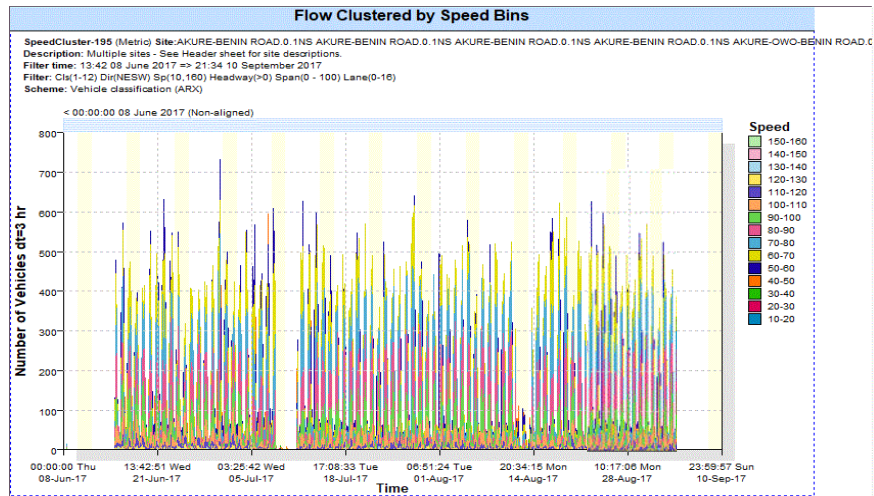 Flow Clustered by Speed Bins
SpeedCluster-195 (Metric) Site:AKURE-BENIN ROAD.0.1NS AKURE-BENIN ROAD.0.1NS AKURE-BENIN ROAD.0.1NS AKURE-BENIN ROAD.0.1NS AKURE-OWO-BENIN ROAD.0
Description: Multiple sites - See Header sheet for site descriptions.
Filter time: 13:42 08 June 2017 => 21:34 10 September 2017
Filter: Cls(1-12) Dir(NESW) Sp(10,160) Headway(>0) Span(0 - 100) Lane(0-16)
Scheme: Vehicle classification (ARX)
< 00:00:00 08 June 2017 (Non-aligned)
Number of Vehicles dt=3 hr
800
700
600
500
400
300
200
100
0
00:00:00 Thu 13:42:51 Wed 03:25:42 Wed 17:08:33 Tue 06:51:24 Tue 20:34:15 Mon 10:17:06 Mon 23:59:57 Sun
08-Jun-17 21-Jun-17 05-Jul-17 18-Jul-17 01-Aug-17 14-Aug-17 28-Aug-17 10-Sep-17
Time
Speed
150-160
140-150
130-140
120-130
110-120
100-110
90-100
80-90
70-80
60-70
50-60
40-50
30-40
20-30
10-20